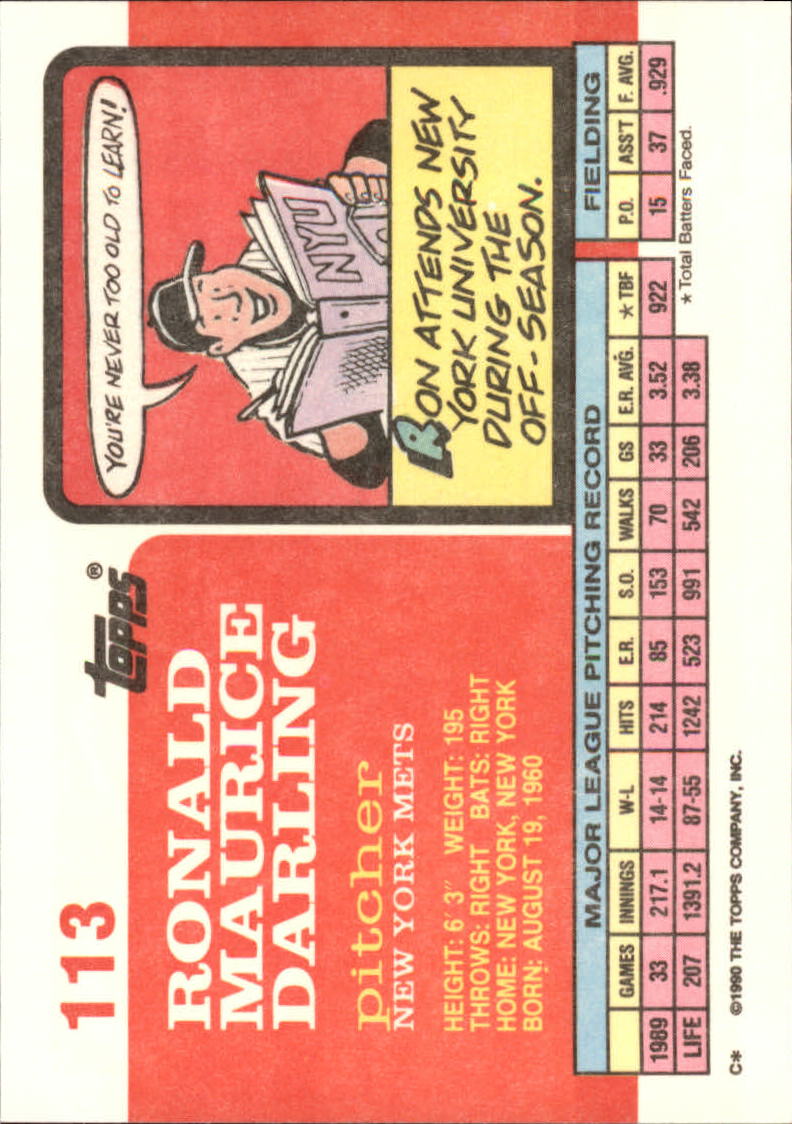 113
topps®
RONALD
MAURICE
DARLING
pitcher
NEW YORK METS
HEIGHT: 6' 3" WEIGHT: 195
THROWS: RIGHT BATS: RIGHT
HOME: NEW YORK, NEW YORK
BORN: AUGUST 19, 1960
YOU'RE NEVER TOO OLD TO LEARN!
NYU
RON ATTENDS NEW
YORK UNIVERSITY
DURING THE
OFF-SEASON.
MAJOR LEAGUE PITCHING RECORD
GAMES INNINGS W-L HITS E.R. S.O. WALKS GS E.R. AVG. ★TBF
1989 33 217.1 14-14 214 85 153 70 33 3.52 922
LIFE 207 1391.2 87-55 1242 523 991 542 206 3.38
FIELDING
P.O. ASS'T F. AVG.
15 37 .929
★Total Batters Faced.
C* ©1990 THE TOPPS COMPANY, INC.